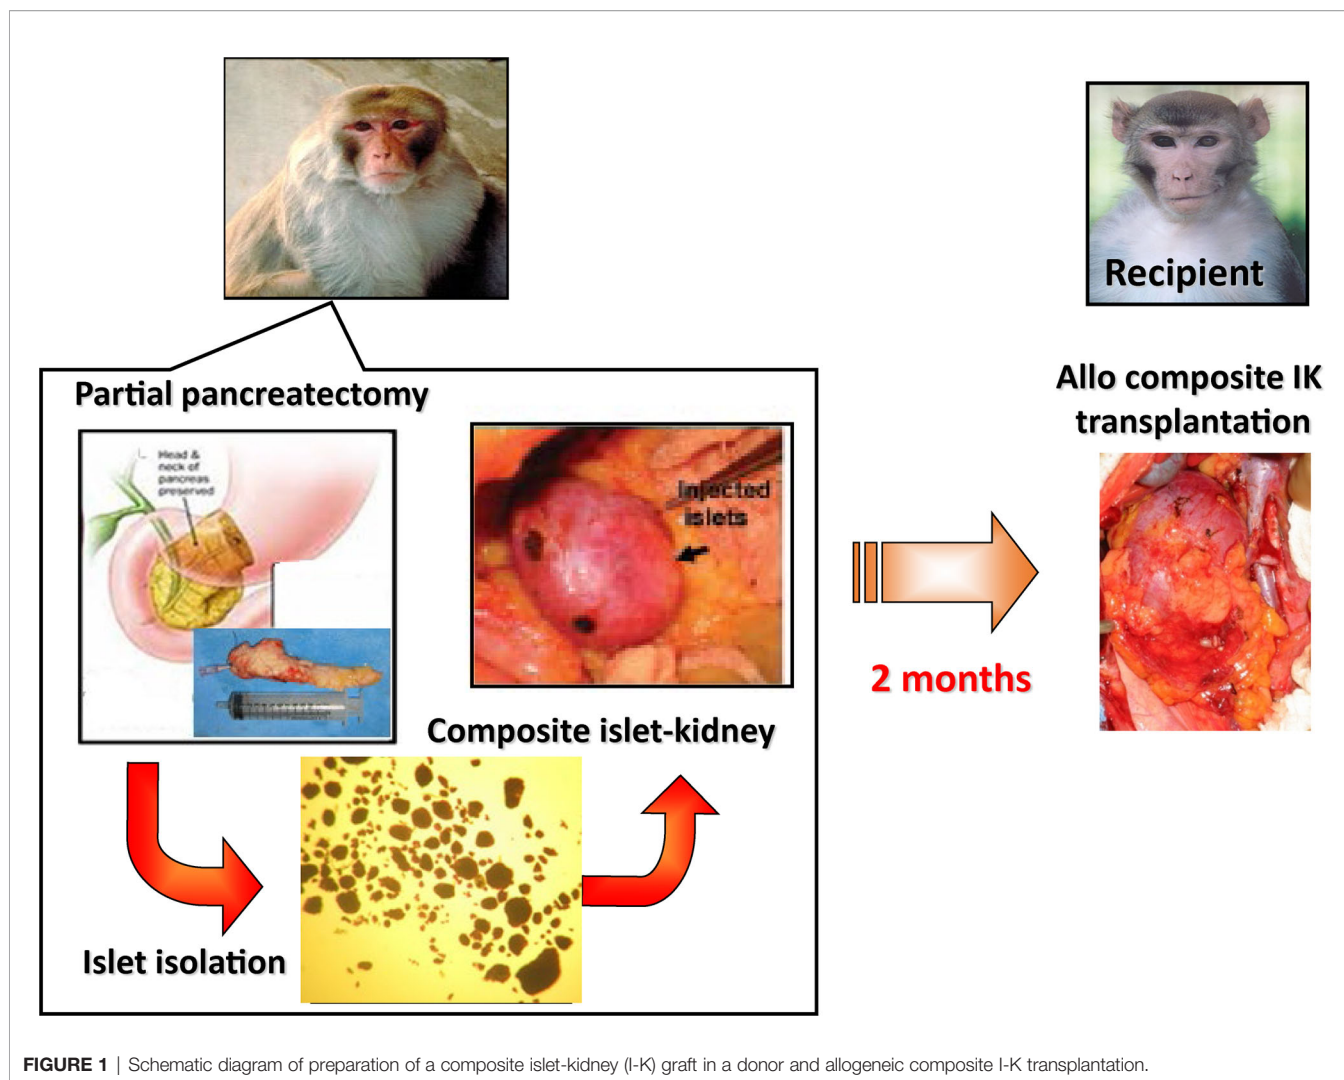 Recipient
Partial pancreatectomy
Head &
neck of
pancreas
preserved
Injected
islets
Composite islet-kidney
Islet isolation
2 months
Allo composite IK
transplantation
FIGURE 1 | Schematic diagram of preparation of a composite islet-kidney (I-K) graft in a donor and allogeneic composite I-K transplantation.